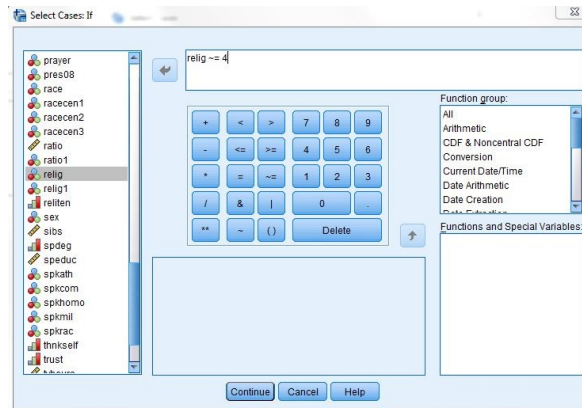 Select Cases: If
relig ~= 4
prayer
pres08
race
racecen1
racecen2
racecen3
ratio
ratio1
relig
relig1
reliten
sex
sibs
spdeg
speduc
spkath
spkcom
spkhomo
spkmil
spkrac
thnkself
trust
tvhours
+ < > 7 8 9
- <= >= 4 5 6
* = ~= 1 2 3
/ & | 0 .
** ~ ( ) Delete
Function group:
All
Arithmetic
CDF & Noncentral CDF
Conversion
Current Date/Time
Date Arithmetic
Date Creation
Date Extraction
Functions and Special Variables:
Continue Cancel Help